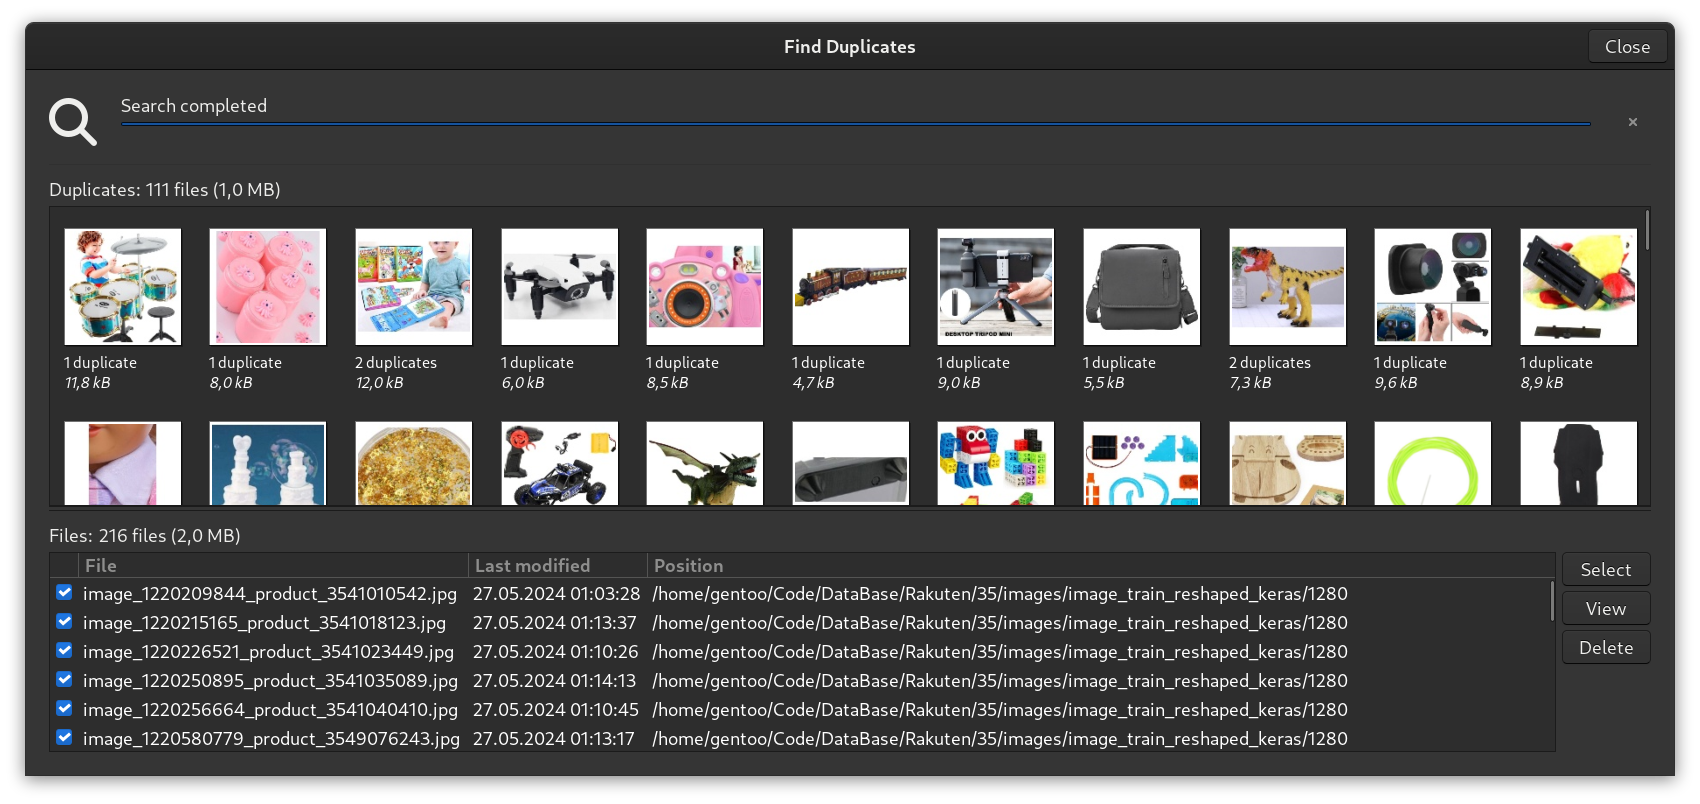 Find Duplicates
Close
Search completed
Duplicates: 111 files (1,0 MB)
DESKTOP TRIPOD MINI
1 duplicate 1 duplicate 2 duplicates 1 duplicate 1 duplicate 1 duplicate 1 duplicate 1 duplicate 2 duplicates 1 duplicate 1 duplicate
11,8 kB 8,0 kB 12,0 kB 6,0 kB 8,5 kB 4,7 kB 9,0 kB 5,5 kB 7,3 kB 9,6 kB 8,9 kB
Files: 216 files (2,0 MB)
File Last modified Position
image_1220209844_product_3541010542.jpg 27.05.2024 01:03:28 /home/gentoo/Code/DataBase/Rakuten/35/images/image_train_reshaped_keras/1280
image_1220215165_product_3541018123.jpg 27.05.2024 01:13:37 /home/gentoo/Code/DataBase/Rakuten/35/images/image_train_reshaped_keras/1280
image_1220226521_product_3541023449.jpg 27.05.2024 01:10:26 /home/gentoo/Code/DataBase/Rakuten/35/images/image_train_reshaped_keras/1280
image_1220250895_product_3541035089.jpg 27.05.2024 01:14:13 /home/gentoo/Code/DataBase/Rakuten/35/images/image_train_reshaped_keras/1280
image_1220256664_product_3541040410.jpg 27.05.2024 01:10:45 /home/gentoo/Code/DataBase/Rakuten/35/images/image_train_reshaped_keras/1280
image_1220580779_product_3549076243.jpg 27.05.2024 01:13:17 /home/gentoo/Code/DataBase/Rakuten/35/images/image_train_reshaped_keras/1280
Select
View
Delete